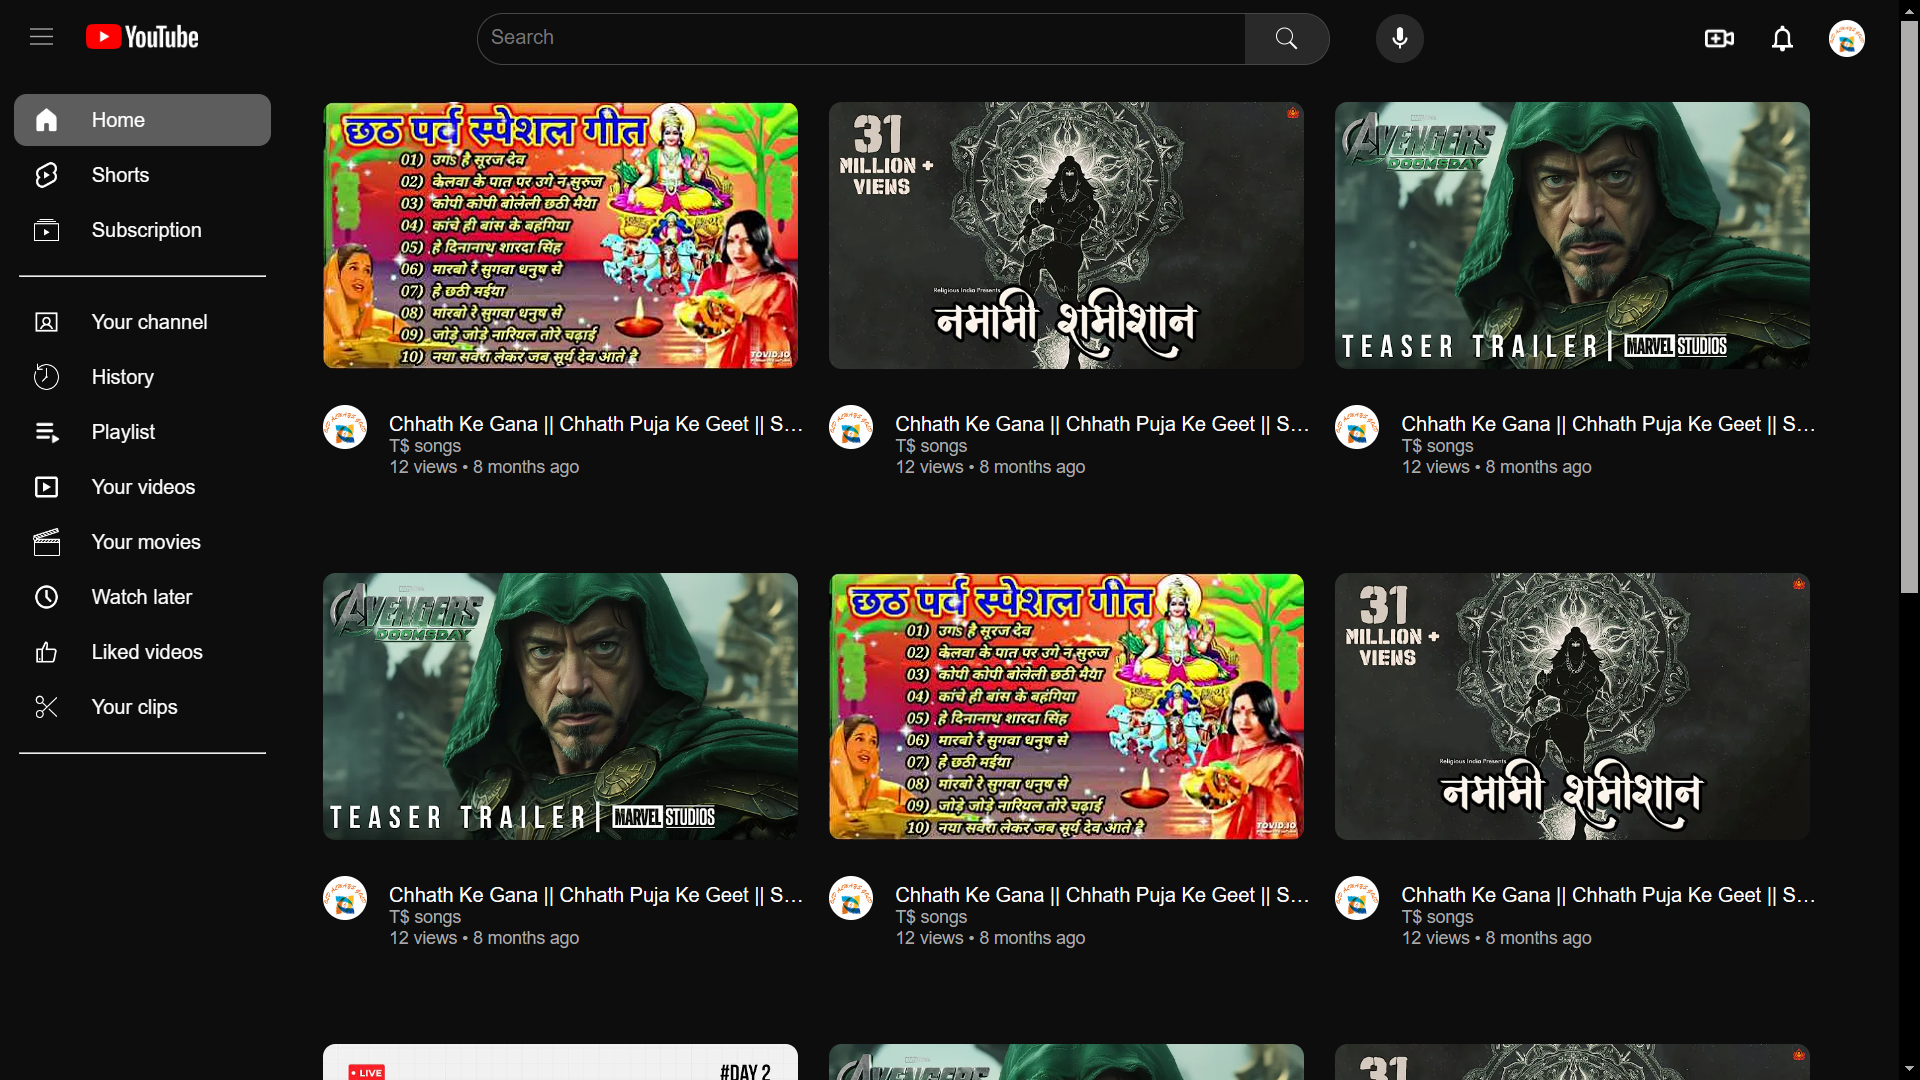 YouTube
Search
Home
Shorts
Subscription
Your channel
History
Playlist
Your videos
Your movies
Watch later
Liked videos
Your clips
छठ पर्व स्पेशल गीत
01) उगs है सूरज देव
02) केलवा के पात पर उगे न सुरुज
03) कोपी कोपी बोलेली छठी मैया
04) कांचे ही बांस के बहंगिया
05) हे दिनानाथ शारदा सिंह
06) मारबो रे सुगवा धनुष से
07) हे छठी मईया
08) मारबो रे सुगवा धनुष से
09) जोड़े जोड़े नारियल तोरे चढ़ाई
10) नया सवेरा लेकर जब सूर्य देव आते है
TOVID.IO
31
MILLION +
VIENS
Religious India Presents
नमामी शमीशान
AVENGERS
DOOMSDAY
TEASER TRAILER | MARVEL STUDIOS
Chhath Ke Gana || Chhath Puja Ke Geet || S...
T$ songs
12 views • 8 months ago
Chhath Ke Gana || Chhath Puja Ke Geet || S...
T$ songs
12 views • 8 months ago
Chhath Ke Gana || Chhath Puja Ke Geet || S...
T$ songs
12 views • 8 months ago
AVENGERS
DOOMSDAY
TEASER TRAILER | MARVEL STUDIOS
छठ पर्व स्पेशल गीत
01) उगs है सूरज देव
02) केलवा के पात पर उगे न सुरुज
03) कोपी कोपी बोलेली छठी मैया
04) कांचे ही बांस के बहंगिया
05) हे दिनानाथ शारदा सिंह
06) मारबो रे सुगवा धनुष से
07) हे छठी मईया
08) मारबो रे सुगवा धनुष से
09) जोड़े जोड़े नारियल तोरे चढ़ाई
10) नया सवेरा लेकर जब सूर्य देव आते है
TOVID.IO
31
MILLION +
VIENS
Religious India Presents
नमामी शमीशान
Chhath Ke Gana || Chhath Puja Ke Geet || S...
T$ songs
12 views • 8 months ago
Chhath Ke Gana || Chhath Puja Ke Geet || S...
T$ songs
12 views • 8 months ago
Chhath Ke Gana || Chhath Puja Ke Geet || S...
T$ songs
12 views • 8 months ago
• LIVE
#DAY 2
AVENGERS
31